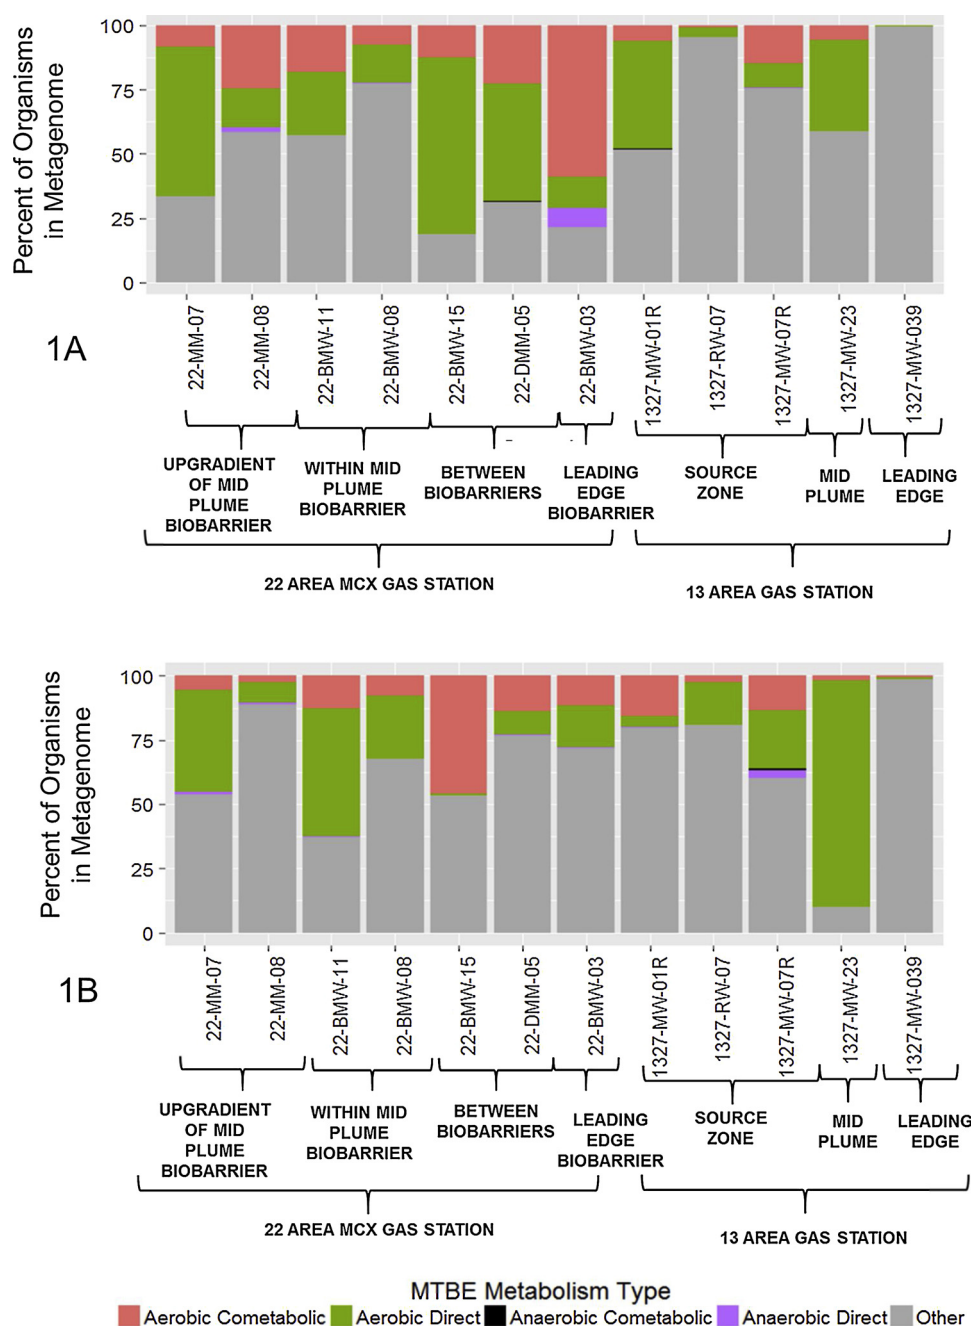 Percent of Organisms
in Metagenome
100
75
50
25
0
22-MM-07
22-MM-08
22-BMW-11
22-BMW-08
22-BMW-15
22-DMM-05
22-BMW-03
1327-MW-01R
1327-RW-07
1327-MW-07R
1327-MW-23
1327-MW-039
1A
UPGRADIENT
OF MID
PLUME
BIOBARRIER
WITHIN MID
PLUME
BIOBARRIER
BETWEEN
BIOBARRIERS
LEADING
EDGE
BIOBARRIER
SOURCE
ZONE
MID
PLUME
LEADING
EDGE
22 AREA MCX GAS STATION
13 AREA GAS STATION
Percent of Organisms
in Metagenome
100
75
50
25
0
22-MM-07
22-MM-08
22-BMW-11
22-BMW-08
22-BMW-15
22-DMM-05
22-BMW-03
1327-MW-01R
1327-RW-07
1327-MW-07R
1327-MW-23
1327-MW-039
1B
UPGRADIENT
OF MID
PLUME
BIOBARRIER
WITHIN MID
PLUME
BIOBARRIER
BETWEEN
BIOBARRIERS
LEADING
EDGE
BIOBARRIER
SOURCE
ZONE
MID
PLUME
LEADING
EDGE
22 AREA MCX GAS STATION
13 AREA GAS STATION
MTBE Metabolism Type
Aerobic Cometabolic Aerobic Direct Anaerobic Cometabolic Anaerobic Direct Other